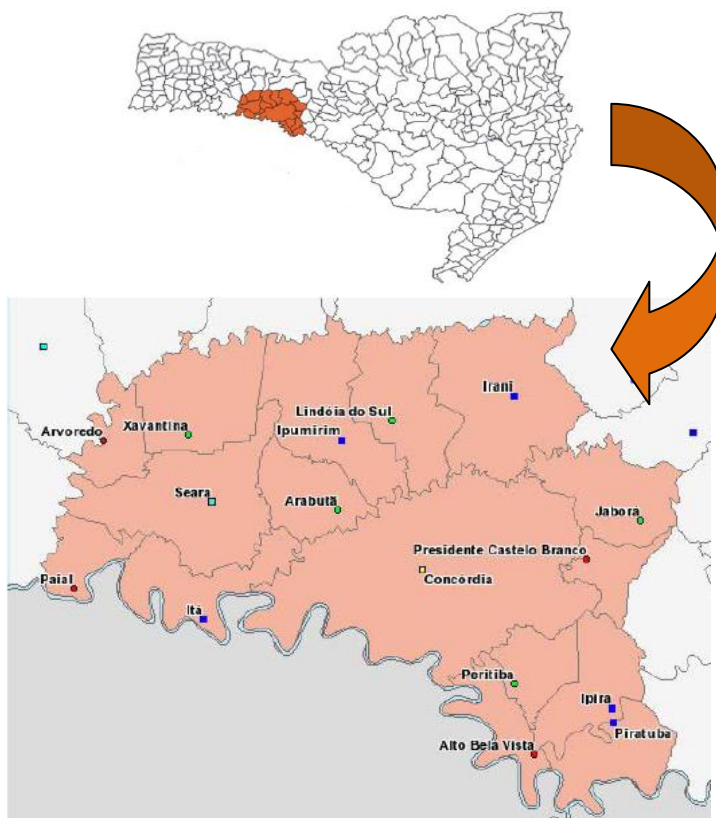 Irani
Lindóia do Sul
Xavantina
Arvoredo
Ipumirim
Seara
Arabutã
Jaborá
Presidente Castelo Branco
Paial
Concórdia
Itá
Peritiba
Ipira
Piratuba
Alto Bela Vista